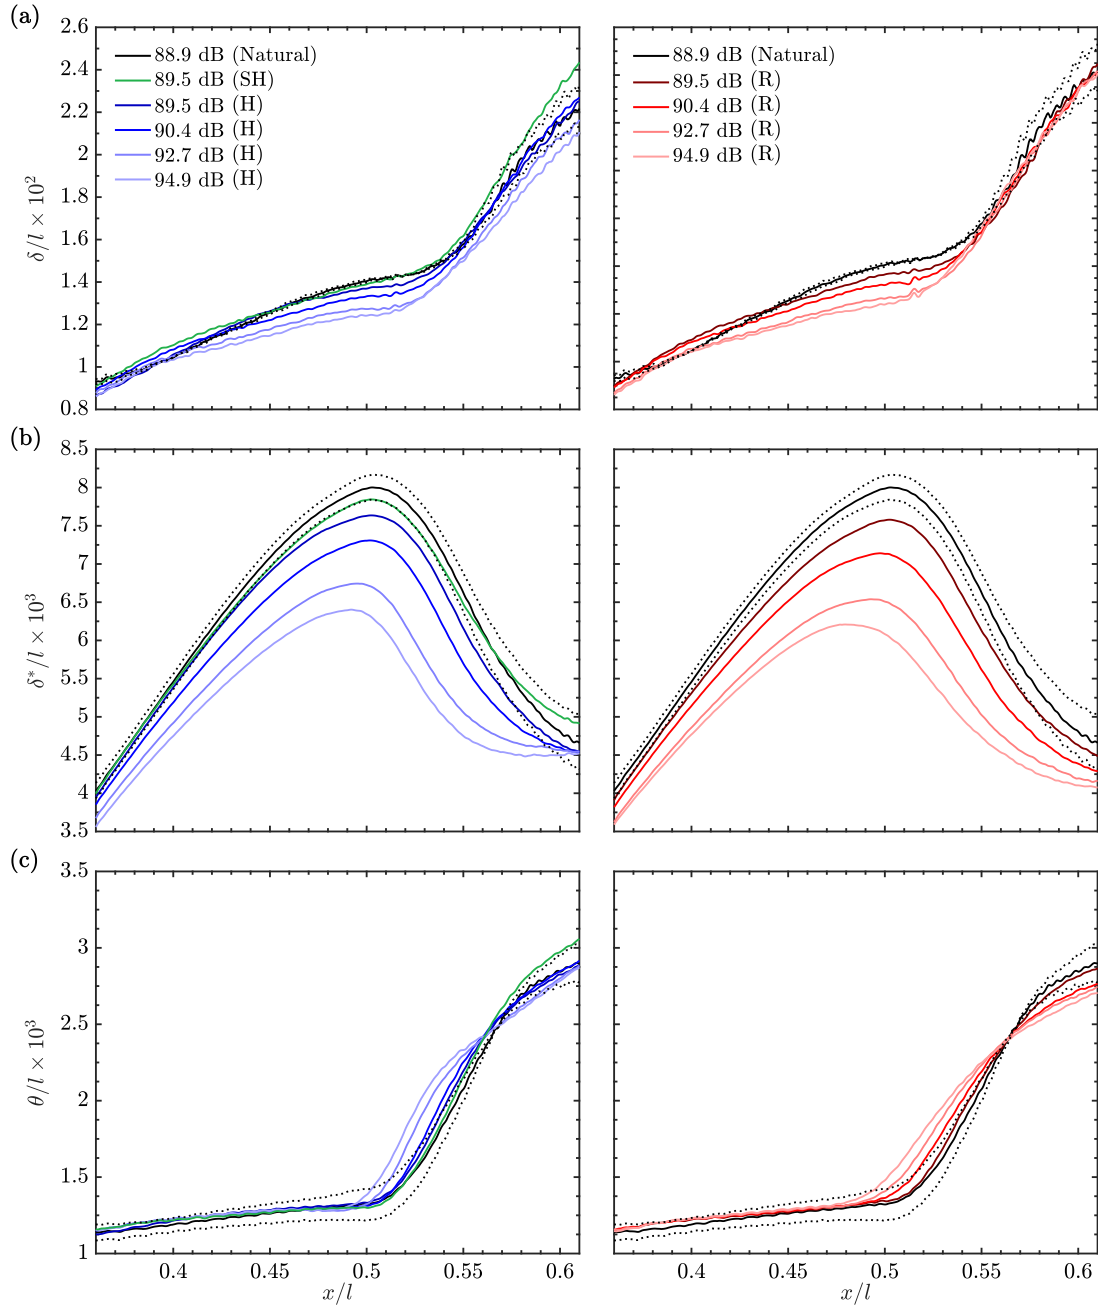 (a)
2.6
2.4
2.2
2
1.8
1.6
1.4
1.2
1
0.8
δ/l × 10²
88.9 dB (Natural)
89.5 dB (SH)
89.5 dB (H)
90.4 dB (H)
92.7 dB (H)
94.9 dB (H)
88.9 dB (Natural)
89.5 dB (R)
90.4 dB (R)
92.7 dB (R)
94.9 dB (R)
(b)
8.5
8
7.5
7
6.5
6
5.5
5
4.5
4
3.5
δ*/l × 10³
(c)
3.5
3
2.5
2
1.5
1
θ/l × 10³
0.4 0.45 0.5 0.55 0.6
x/l
0.4 0.45 0.5 0.55 0.6
x/l